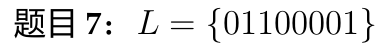 题目 7： L = {01100001}